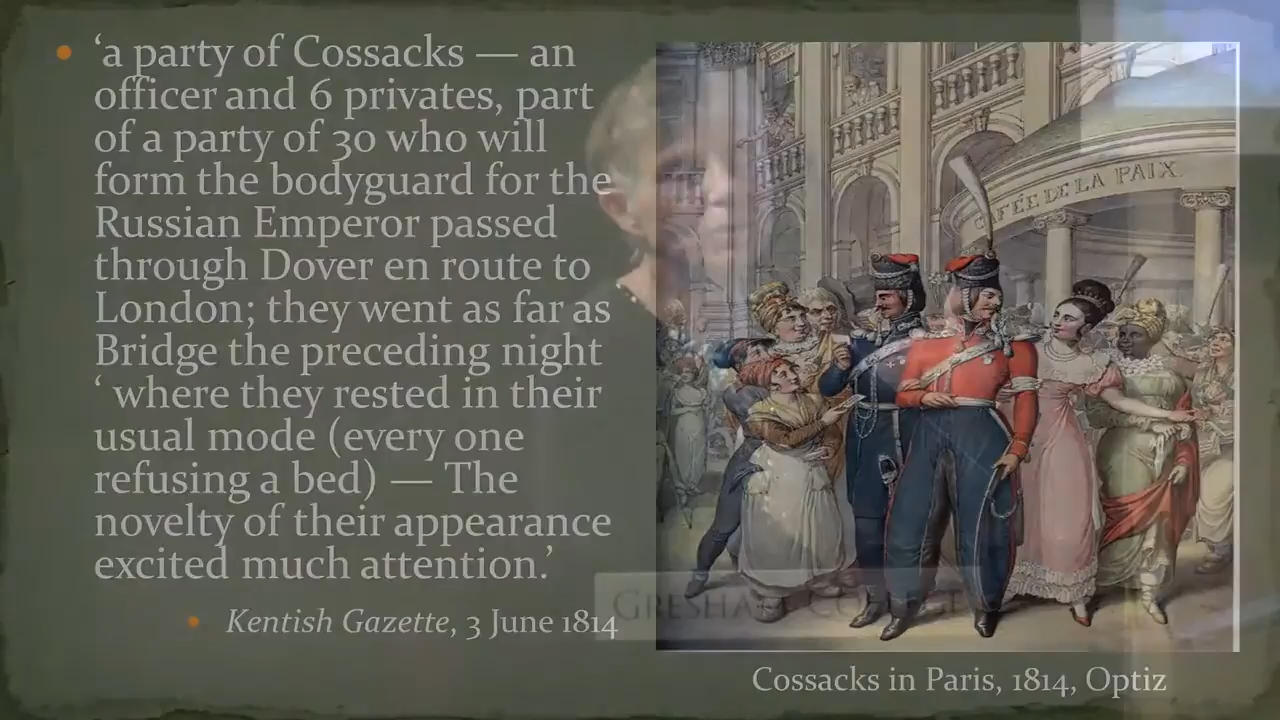 ‘a party of Cossacks — an
officer and 6 privates, part
of a party of 30 who will
form the bodyguard for the
Russian Emperor passed
through Dover en route to
London; they went as far as
Bridge the preceding night
‘ where they rested in their
usual mode (every one
refusing a bed) — The
novelty of their appearance
excited much attention.’
Kentish Gazette, 3 June 1814
CAFÉE DE LA PAIX
GRESHAM COLLEGE
Cossacks in Paris, 1814, Optiz